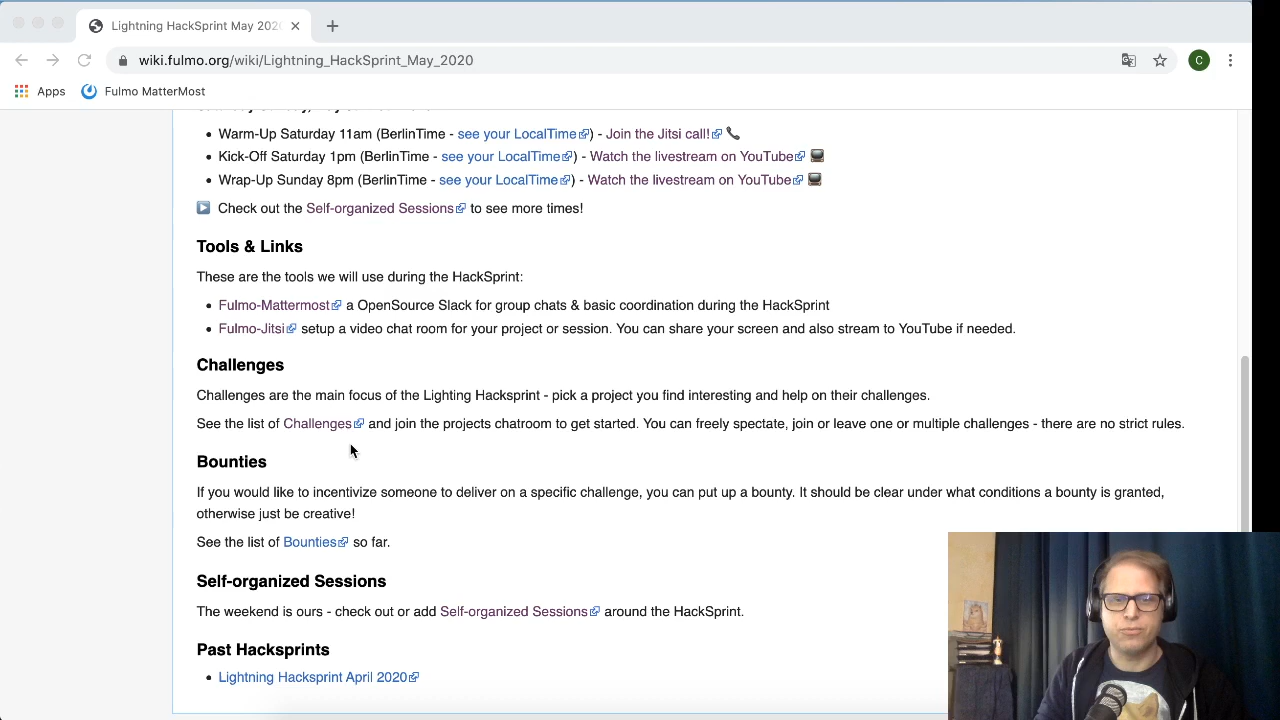 Lightning HackSprint May 202
wiki.fulmo.org/wiki/Lightning_HackSprint_May_2020
C
Apps
Fulmo MatterMost
Warm-Up Saturday 11am (BerlinTime - see your LocalTime) - Join the Jitsi call!
Kick-Off Saturday 1pm (BerlinTime - see your LocalTime) - Watch the livestream on YouTube
Wrap-Up Sunday 8pm (BerlinTime - see your LocalTime) - Watch the livestream on YouTube
Check out the Self-organized Sessions to see more times!
Tools & Links
These are the tools we will use during the HackSprint:
Fulmo-Mattermost a OpenSource Slack for group chats & basic coordination during the HackSprint
Fulmo-Jitsi setup a video chat room for your project or session. You can share your screen and also stream to YouTube if needed.
Challenges
Challenges are the main focus of the Lighting Hacksprint - pick a project you find interesting and help on their challenges.
See the list of Challenges and join the projects chatroom to get started. You can freely spectate, join or leave one or multiple challenges - there are no strict rules.
Bounties
If you would like to incentivize someone to deliver on a specific challenge, you can put up a bounty. It should be clear under what conditions a bounty is granted,
otherwise just be creative!
See the list of Bounties so far.
Self-organized Sessions
The weekend is ours - check out or add Self-organized Sessions around the HackSprint.
Past Hacksprints
Lightning Hacksprint April 2020